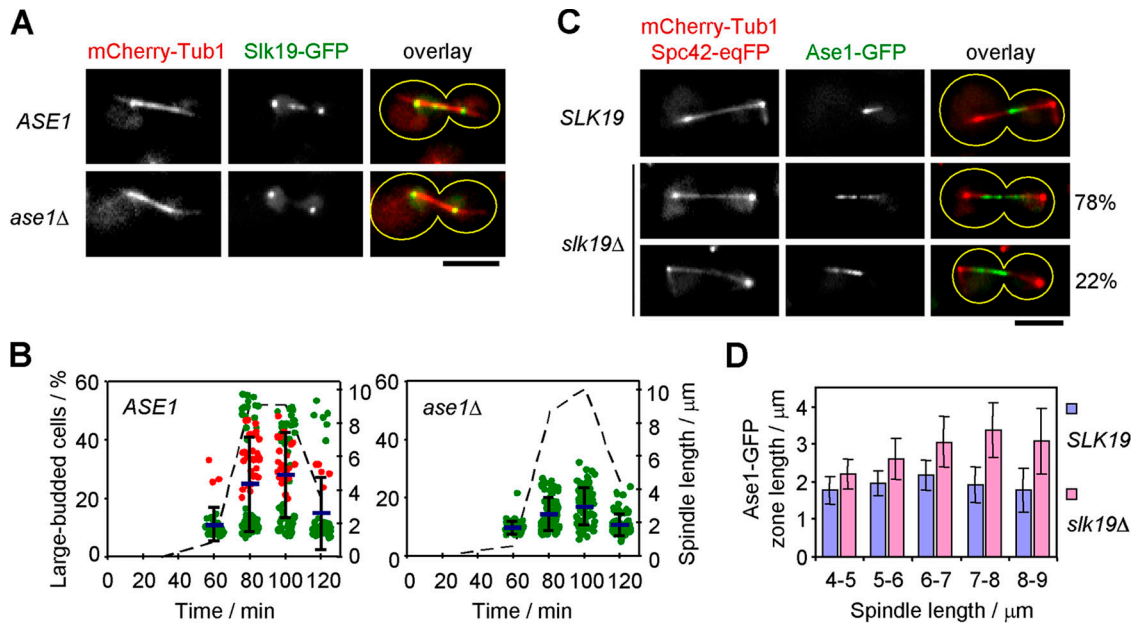 A
mCherry-Tub1 Slk19-GFP overlay
ASE1
ase1Δ
C
mCherry-Tub1
Spc42-eqFP Ase1-GFP overlay
SLK19
slk19Δ
78%
22%
B
Large-budded cells / %
60
40
20
0
ASE1
10
8
6
4
2
0
0 20 40 60 80 100 120
Time / min
60
40
20
0
ase1Δ
10
8
6
4
2
0
Spindle length / μm
0 20 40 60 80 100 120
Time / min
D
Ase1-GFP
zone length / μm
4
3
2
1
0
4-5 5-6 6-7 7-8 8-9
Spindle length / μm
SLK19
slk19Δ